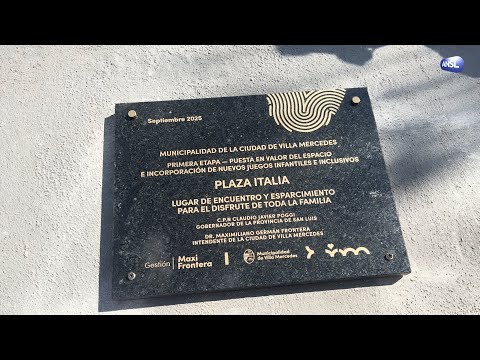 ANSL
Septiembre 2025
MUNICIPALIDAD DE LA CIUDAD DE VILLA MERCEDES
PRIMERA ETAPA — PUESTA EN VALOR DEL ESPACIO
E INCORPORACIÓN DE NUEVOS JUEGOS INFANTILES E INCLUSIVOS
PLAZA ITALIA
LUGAR DE ENCUENTRO Y ESPARCIMIENTO
PARA EL DISFRUTE DE TODA LA FAMILIA
C.P.N CLAUDIO JAVIER POGGI
GOBERNADOR DE LA PROVINCIA DE SAN LUIS
DR. MAXIMILIANO GERMÁN FRONTERA
INTENDENTE DE LA CIUDAD DE VILLA MERCEDES
Gestión Maxi Frontera
Municipalidad de Villa Mercedes
vm